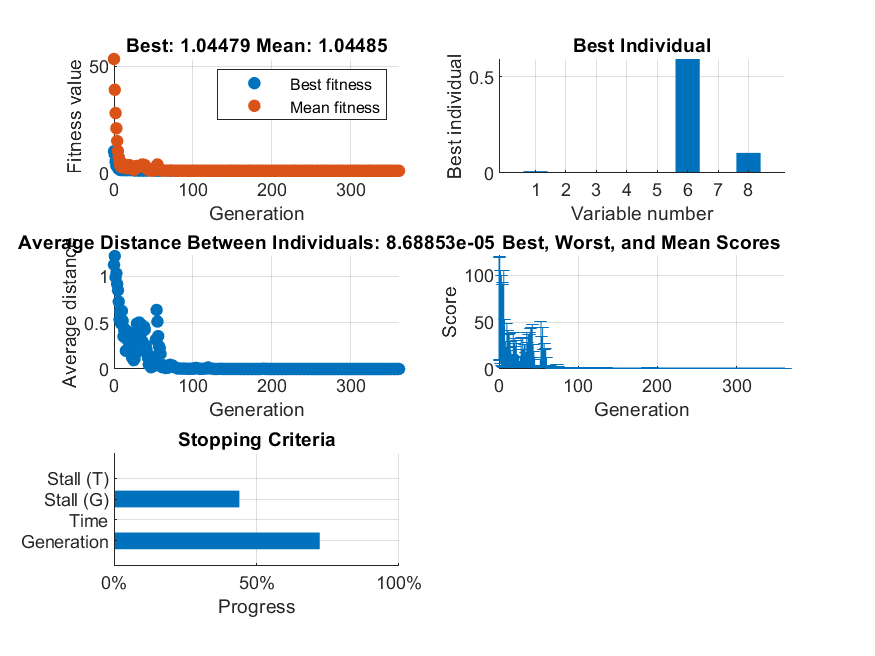 Best: 1.04479 Mean: 1.04485
Fitness value
50
0
Best fitness
Mean fitness
0 100 200 300
Generation
Best Individual
Best individual
0.5
0
1 2 3 4 5 6 7 8
Variable number
Average Distance Between Individuals: 8.68853e-05
Average distance
1
0.5
0
0 100 200 300
Generation
Best, Worst, and Mean Scores
Score
100
50
0
0 100 200 300
Generation
Stopping Criteria
Stall (T)
Stall (G)
Time
Generation
0% 50% 100%
Progress